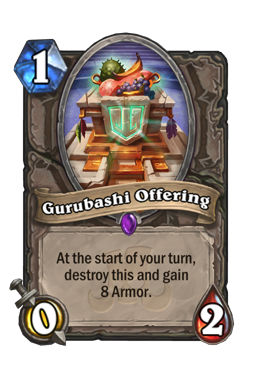 1
Gurubashi Offering
At the start of your turn,
destroy this and gain
8 Armor.
0
2